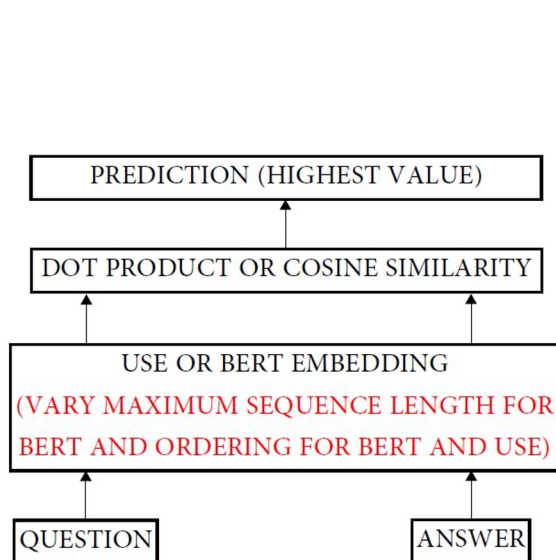 PREDICTION (HIGHEST VALUE)
DOT PRODUCT OR COSINE SIMILARITY
USE OR BERT EMBEDDING
(VARY MAXIMUM SEQUENCE LENGTH FOR
BERT AND ORDERING FOR BERT AND USE)
QUESTION
ANSWER